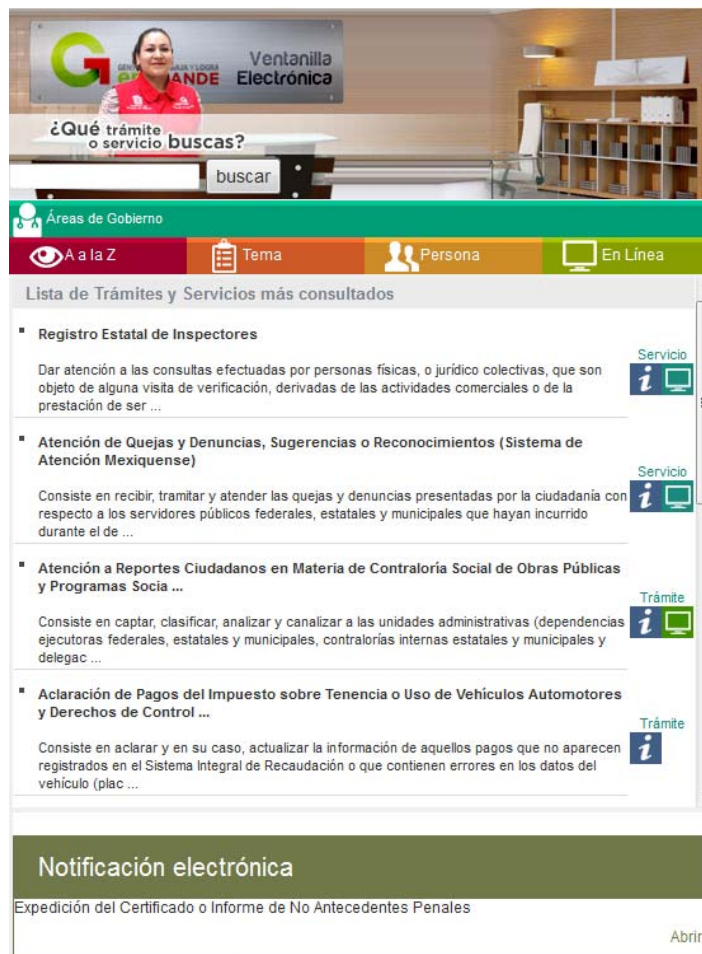 Ventanilla
Electrónica
GENTE QUE TRABAJA Y LOGRA
enGRANDE
¿Qué trámite
o servicio buscas?
buscar
Áreas de Gobierno
A a la Z
Tema
Persona
En Línea
Lista de Trámites y Servicios más consultados
Registro Estatal de Inspectores
Servicio
Dar atención a las consultas efectuadas por personas físicas, o jurídico colectivas, que son
objeto de alguna visita de verificación, derivadas de las actividades comerciales o de la
prestación de ser ...
Atención de Quejas y Denuncias, Sugerencias o Reconocimientos (Sistema de
Atención Mexiquense)
Servicio
Consiste en recibir, tramitar y atender las quejas y denuncias presentadas por la ciudadanía con
respecto a los servidores públicos federales, estatales y municipales que hayan incurrido
durante el de ...
Atención a Reportes Ciudadanos en Materia de Contraloría Social de Obras Públicas
y Programas Socia ...
Trámite
Consiste en captar, clasificar, analizar y canalizar a las unidades administrativas (dependencias
ejecutoras federales, estatales y municipales, contralorías internas estatales y municipales y
delegac ...
Aclaración de Pagos del Impuesto sobre Tenencia o Uso de Vehículos Automotores
y Derechos de Control ...
Trámite
Consiste en aclarar y en su caso, actualizar la información de aquellos pagos que no aparecen
registrados en el Sistema Integral de Recaudación o que contienen errores en los datos del
vehículo (plac ...
Notificación electrónica
Expedición del Certificado o Informe de No Antecedentes Penales
Abrir